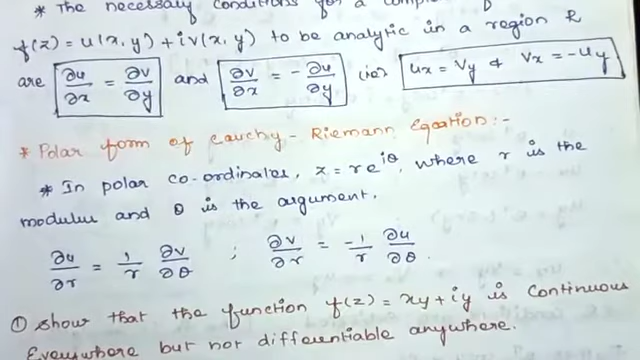 * The necessary conditions for a
f(z) = u(x, y) + iv(x, y) to be analytic in a region R
are ∂u/∂x = ∂v/∂y and ∂v/∂x = -∂u/∂y (ie) ux = vy & vx = -uy
* Polar form of Cauchy - Riemann Equation :-
* In polar co-ordinates, z = re^iθ, where r is the
modulus and θ is the argument.
∂u/∂r = 1/r ∂v/∂θ ; ∂v/∂r = -1/r ∂u/∂θ.
① Show that the function f(z) = xy + iy is continuous
Everywhere but not differentiable anywhere.